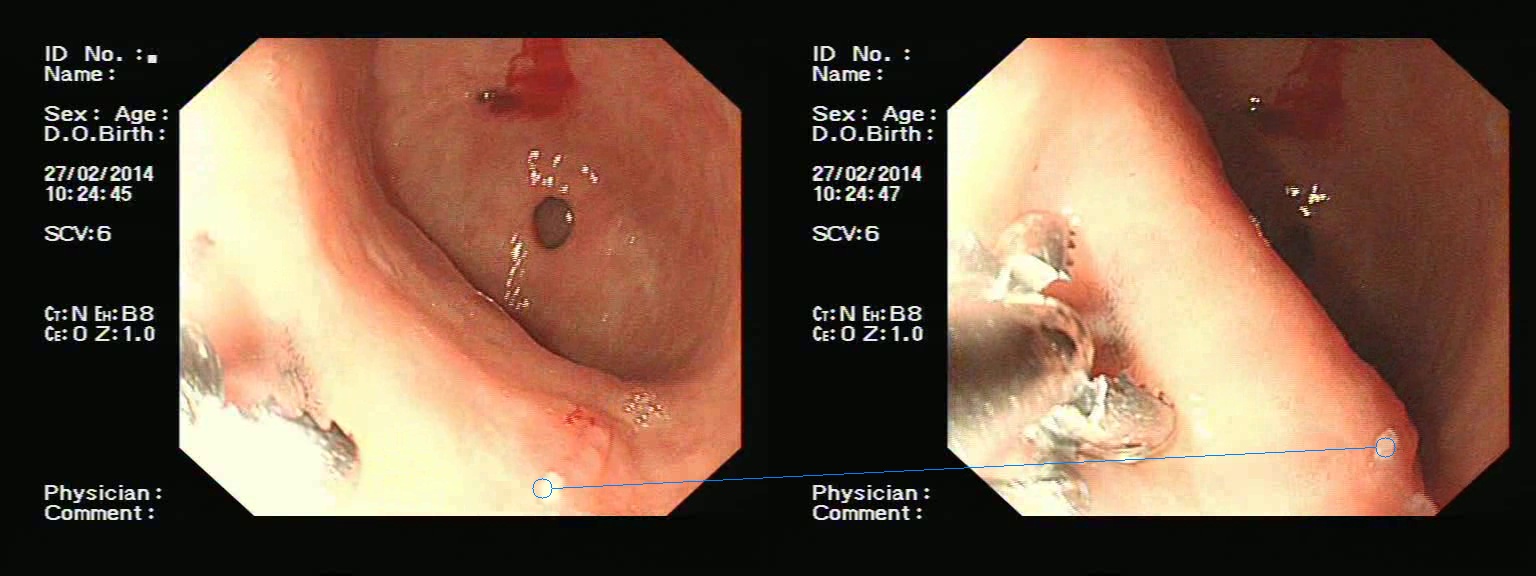 ID No. :
Name:
Sex: Age:
D.O.Birth:
27/02/2014
10:24:45
SCV:6
CT:N EH:B8
CE:0 Z:1.0
Physician:
Comment:
ID No. :
Name:
Sex: Age:
D.O.Birth:
27/02/2014
10:24:47
SCV:6
CT:N EH:B8
CE:0 Z:1.0
Physician:
Comment: